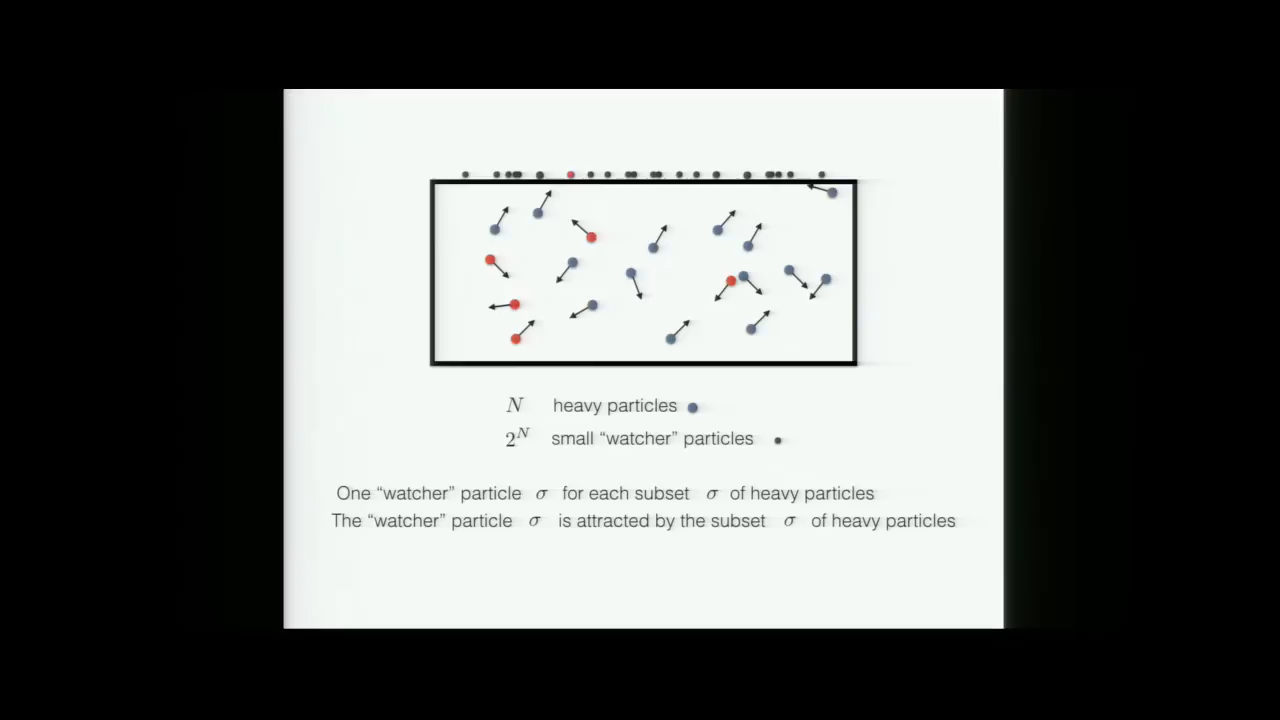 N heavy particles
2^N small “watcher” particles
One “watcher” particle σ for each subset σ of heavy particles
The “watcher” particle σ is attracted by the subset σ of heavy particles